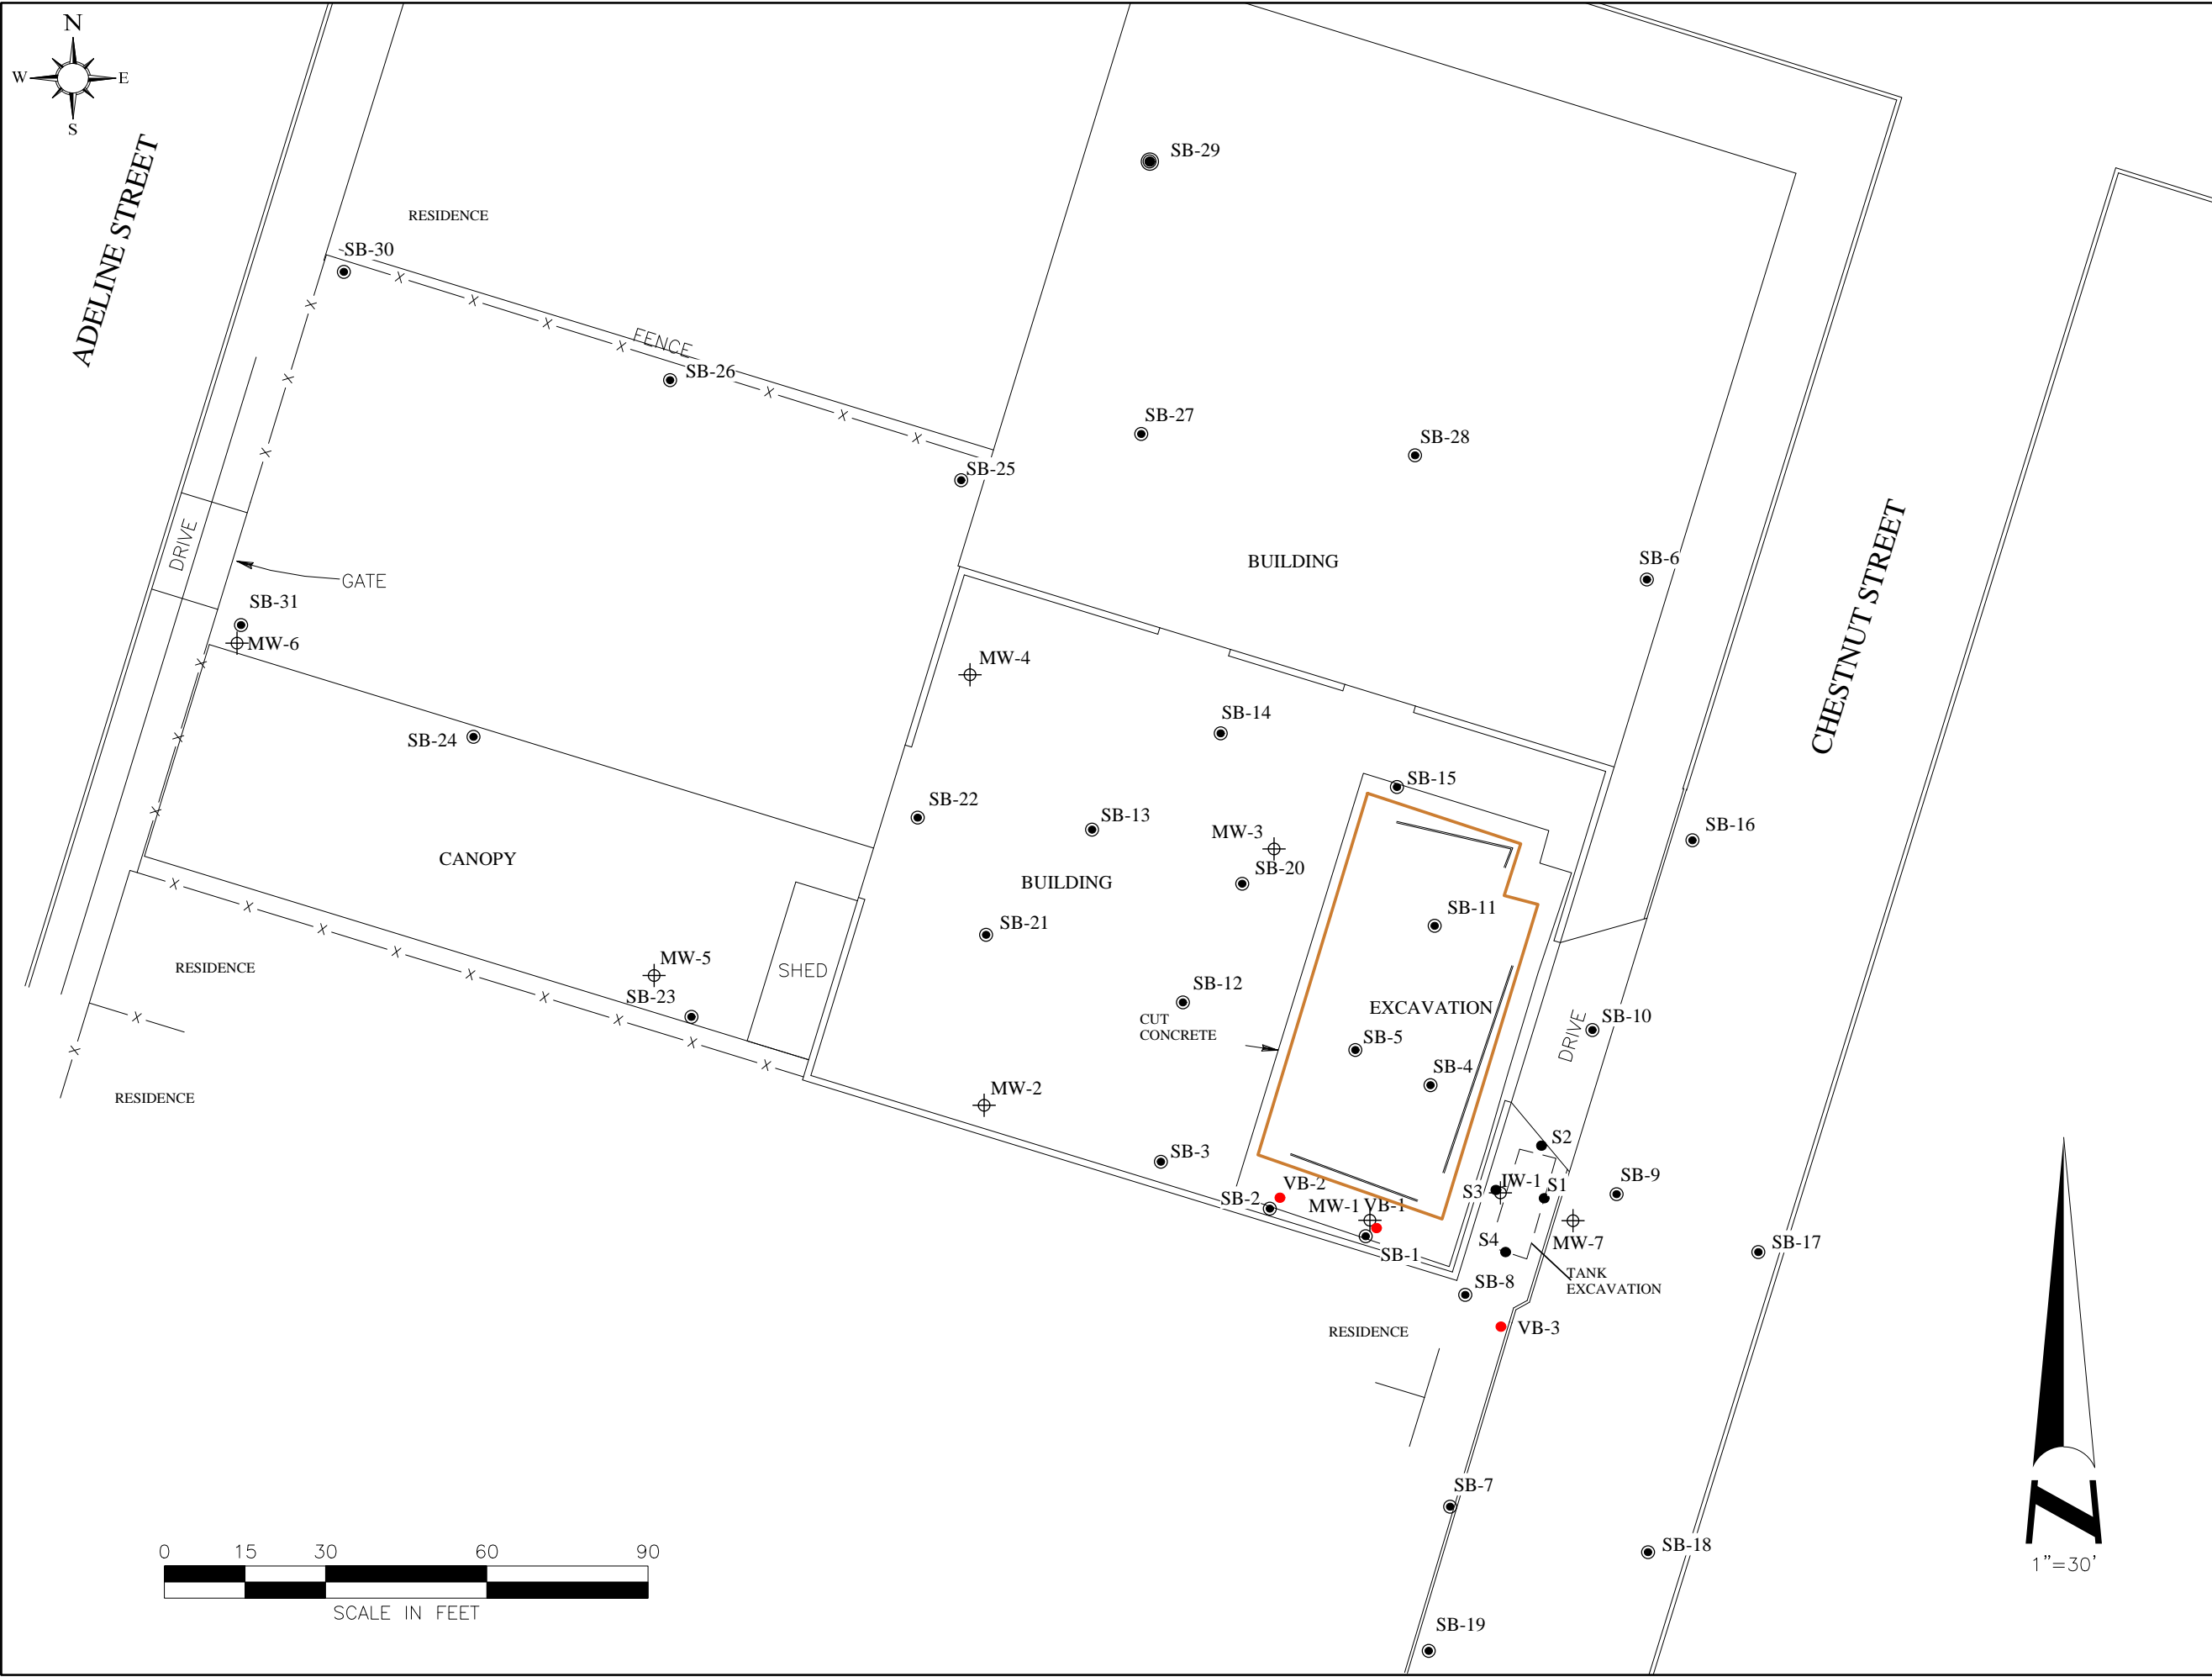 N
W
E
S
ADELINE STREET
SB-29
RESIDENCE
SB-30
FENCE
SB-26
SB-27
SB-28
SB-25
CHESTNUT STREET
DRIVE
GATE
BUILDING
SB-6
SB-31
MW-6
MW-4
SB-14
SB-24
SB-15
SB-22
SB-13
MW-3
SB-16
CANOPY
BUILDING
SB-20
SB-11
SB-21
RESIDENCE
MW-5
SHED
SB-23
SB-12
EXCAVATION
CUT
CONCRETE
DRIVE
SB-10
SB-5
SB-4
RESIDENCE
MW-2
SB-3
S2
SB-2
VB-2
MW-1
VB-1
S3
IW-1
S1
SB-9
S4
MW-7
SB-1
SB-17
SB-8
TANK
EXCAVATION
RESIDENCE
VB-3
SB-7
SB-18
SB-19
0 15 30 60 90
SCALE IN FEET
N
1"=30'
X X X X X X X X
X X X
X X X
X X X X X X X X X
X
X